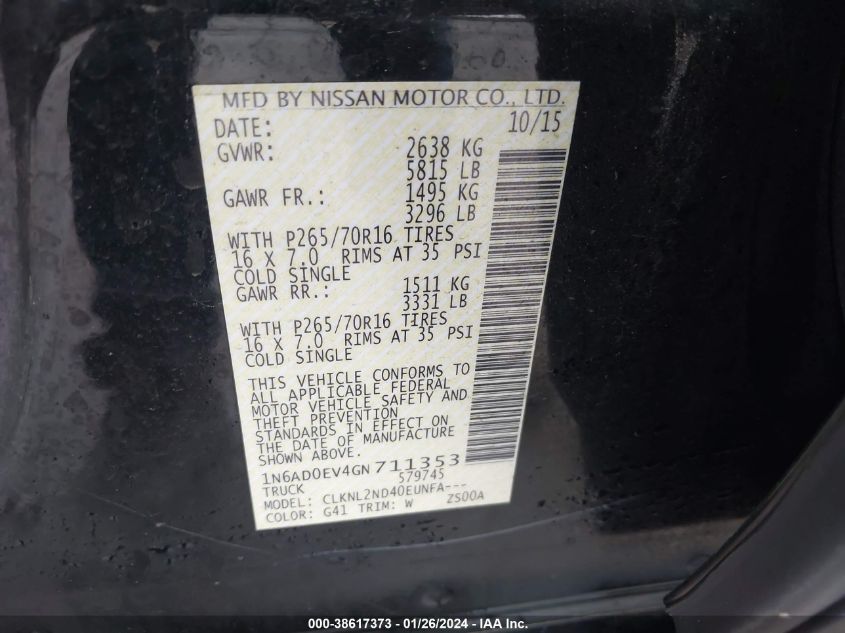 MFD BY NISSAN MOTOR CO., LTD.
DATE: 10/15
GVWR: 2638 KG
5815 LB
GAWR FR.: 1495 KG
3296 LB
WITH P265/70R16 TIRES
16 X 7.0 RIMS AT 35 PSI
COLD SINGLE
GAWR RR.: 1511 KG
3331 LB
WITH P265/70R16 TIRES
16 X 7.0 RIMS AT 35 PSI
COLD SINGLE
THIS VEHICLE CONFORMS TO
ALL APPLICABLE FEDERAL
MOTOR VEHICLE SAFETY AND
THEFT PREVENTION
STANDARDS IN EFFECT ON
THE DATE OF MANUFACTURE
SHOWN ABOVE.
1N6AD0EV4GN711353
TRUCK 579745
MODEL: CLKNL2ND40EUNFA---
COLOR: G41 TRIM: W ZS00A
000-38617373 - 01/26/2024 - IAA Inc.